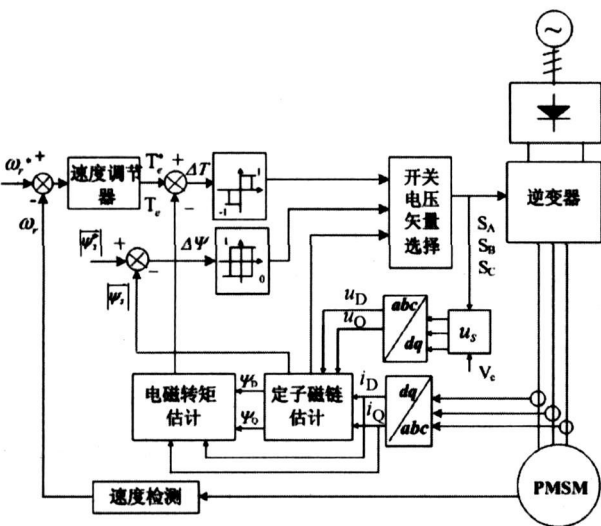 ~
ω_r* +
-
ω_r
速度调节
器
T_e* +
T_e
-
ΔT
1
-1
开关
电压
矢量
选择
逆变器
S_A
S_B
S_C
|ψ_s*| +
-
|ψ_s|
ΔΨ
1
0
u_D
u_Q
abc
dq
u_s
V_c
电磁转矩
估计
ψ_D
ψ_Q
定子磁链
估计
i_D
i_Q
dq
abc
速度检测
PMSM